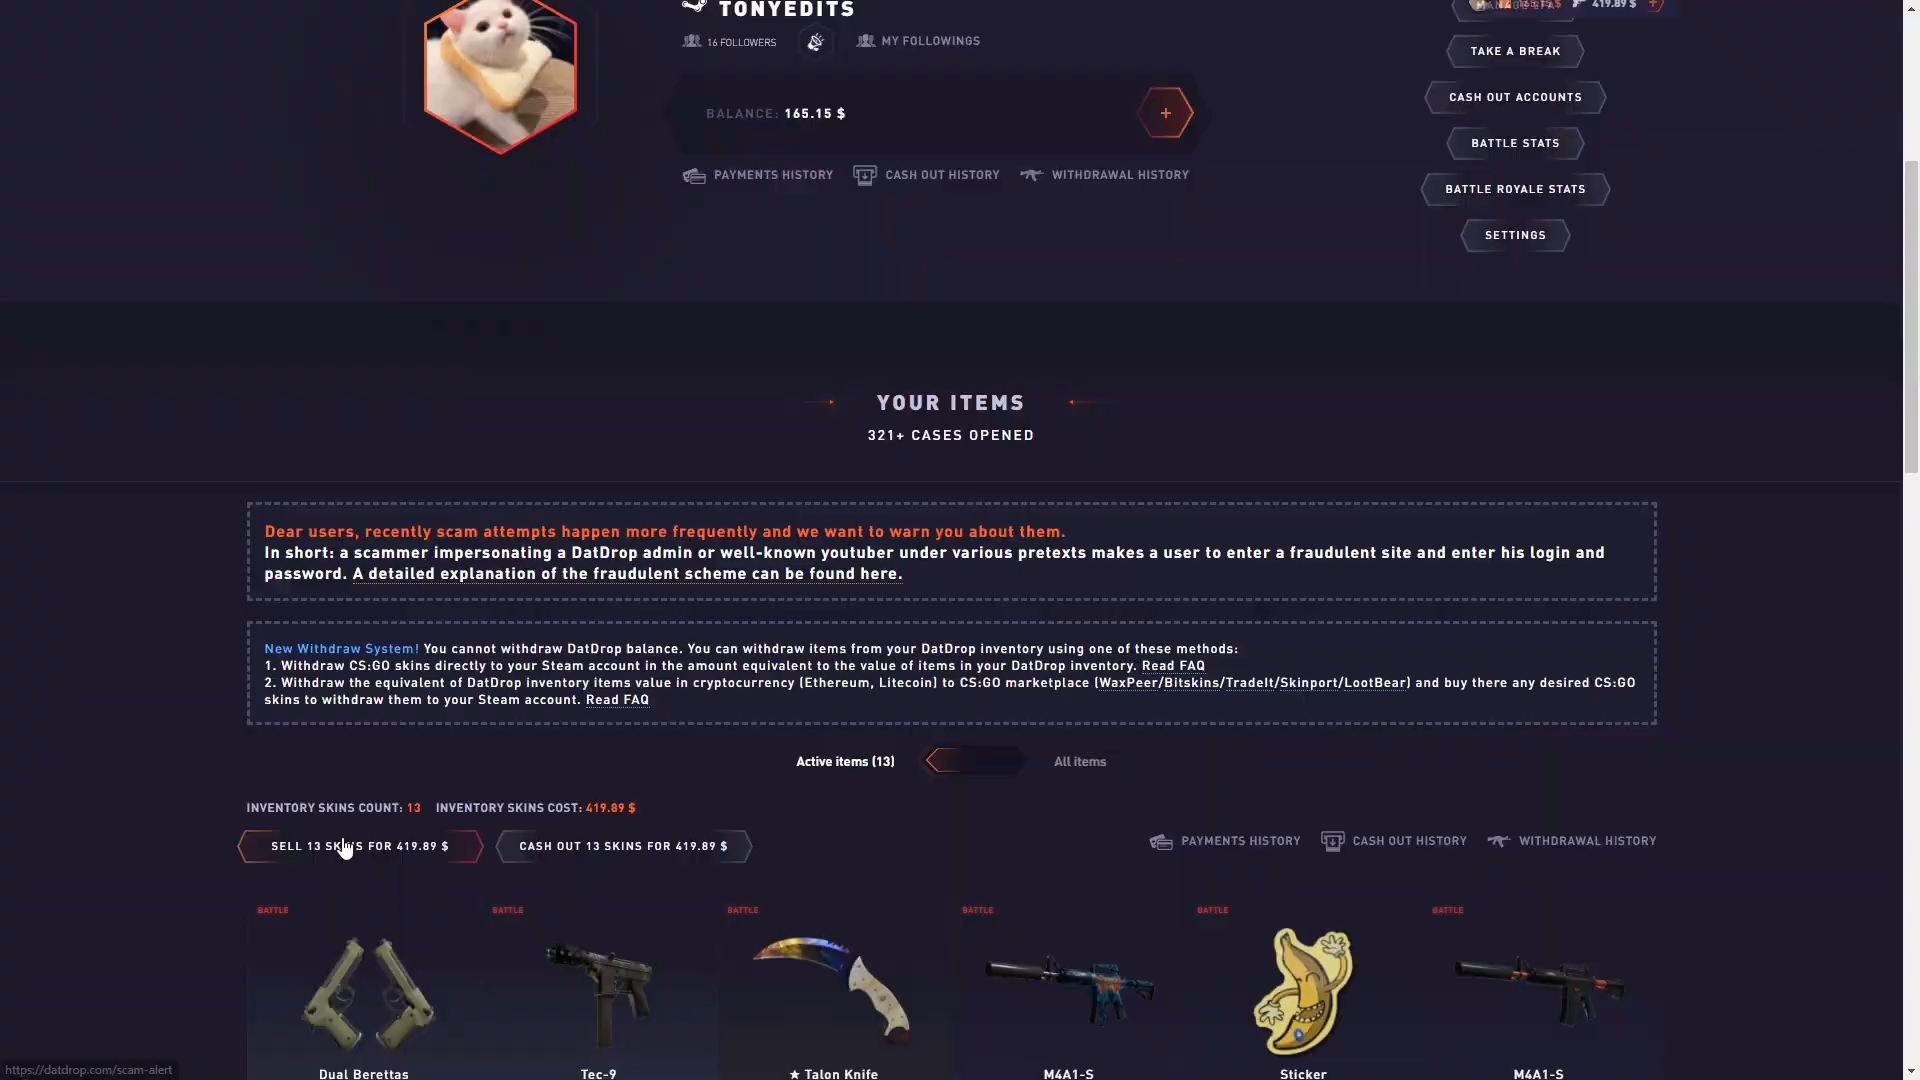 TONYEDITS
419.89 $
16 FOLLOWERS
MY FOLLOWINGS
TAKE A BREAK
CASH OUT ACCOUNTS
BALANCE: 165.15 $
+
BATTLE STATS
PAYMENTS HISTORY CASH OUT HISTORY WITHDRAWAL HISTORY
BATTLE ROYALE STATS
SETTINGS
YOUR ITEMS
321+ CASES OPENED
Dear users, recently scam attempts happen more frequently and we want to warn you about them.
In short: a scammer impersonating a DatDrop admin or well-known youtuber under various pretexts makes a user to enter a fraudulent site and enter his login and
password. A detailed explanation of the fraudulent scheme can be found here.
New Withdraw System! You cannot withdraw DatDrop balance. You can withdraw items from your DatDrop inventory using one of these methods:
1. Withdraw CS:GO skins directly to your Steam account in the amount equivalent to the value of items in your DatDrop inventory. Read FAQ
2. Withdraw the equivalent of DatDrop inventory items value in cryptocurrency (Ethereum, Litecoin) to CS:GO marketplace (WaxPeer/Bitskins/TradeIt/Skinport/LootBear) and buy there any desired CS:GO
skins to withdraw them to your Steam account. Read FAQ
Active items (13) All items
INVENTORY SKINS COUNT: 13 INVENTORY SKINS COST: 419.89 $
SELL 13 SKINS FOR 419.89 $ CASH OUT 13 SKINS FOR 419.89 $
PAYMENTS HISTORY CASH OUT HISTORY WITHDRAWAL HISTORY
BATTLE BATTLE BATTLE BATTLE BATTLE BATTLE
Dual Berettas Tec-9 ★ Talon Knife M4A1-S Sticker M4A1-S
https://datdrop.com/scam-alert